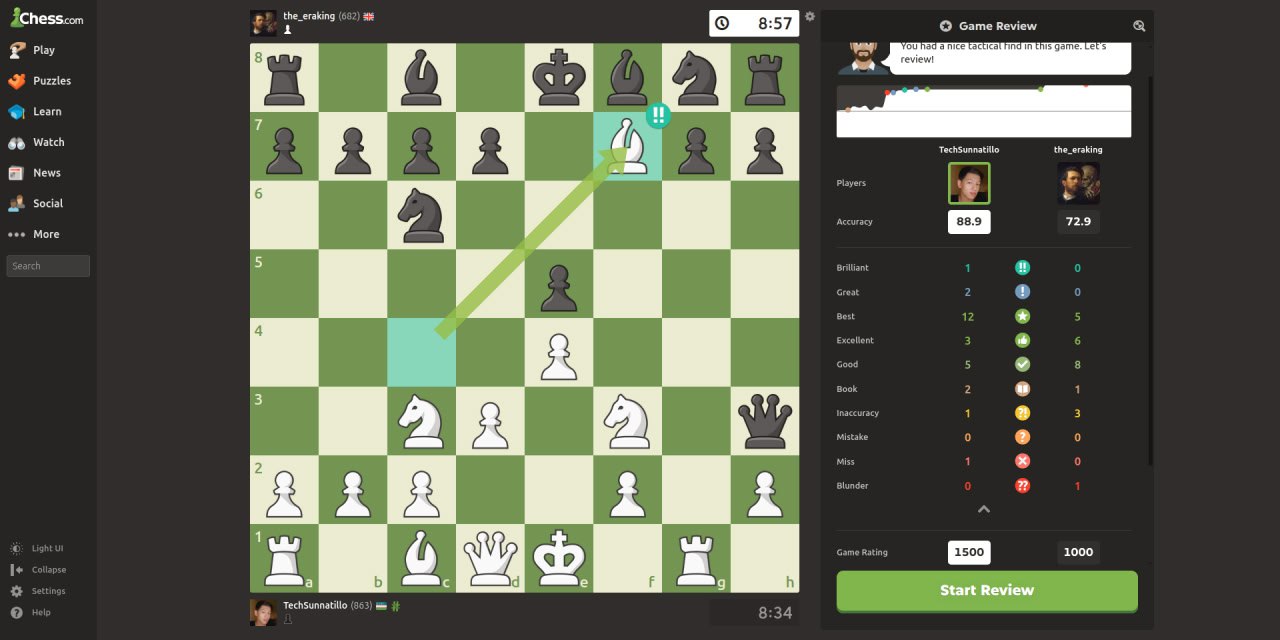 Chess.com
Play
Puzzles
Learn
Watch
News
Social
More
Search
Light UI
Collapse
Settings
Help
the_eraking (682)
8:57
8
7
6
5
4
3
2
1
a b c d e f g h
!!
TechSunnatillo (863)
8:34
Game Review
You had a nice tactical find in this game. Let's
review!
TechSunnatillo the_eraking
Players
Accuracy 88.9 72.9
Brilliant 1 !! 0
Great 2 ! 0
Best 12 5
Excellent 3 6
Good 5 8
Book 2 1
Inaccuracy 1 ?! 3
Mistake 0 ? 0
Miss 1 0
Blunder 0 ?? 1
Game Rating 1500 1000
Start Review